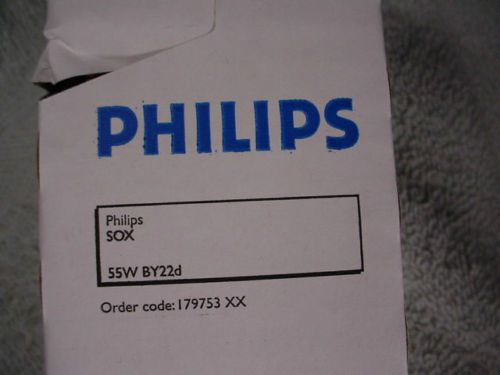 PHILIPS
Philips
SOX
55W BY22d
Order code: 179753 XX